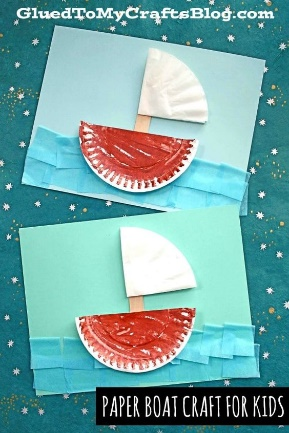 GluedToMyCraftsBlog.com
PAPER BOAT CRAFT FOR KIDS